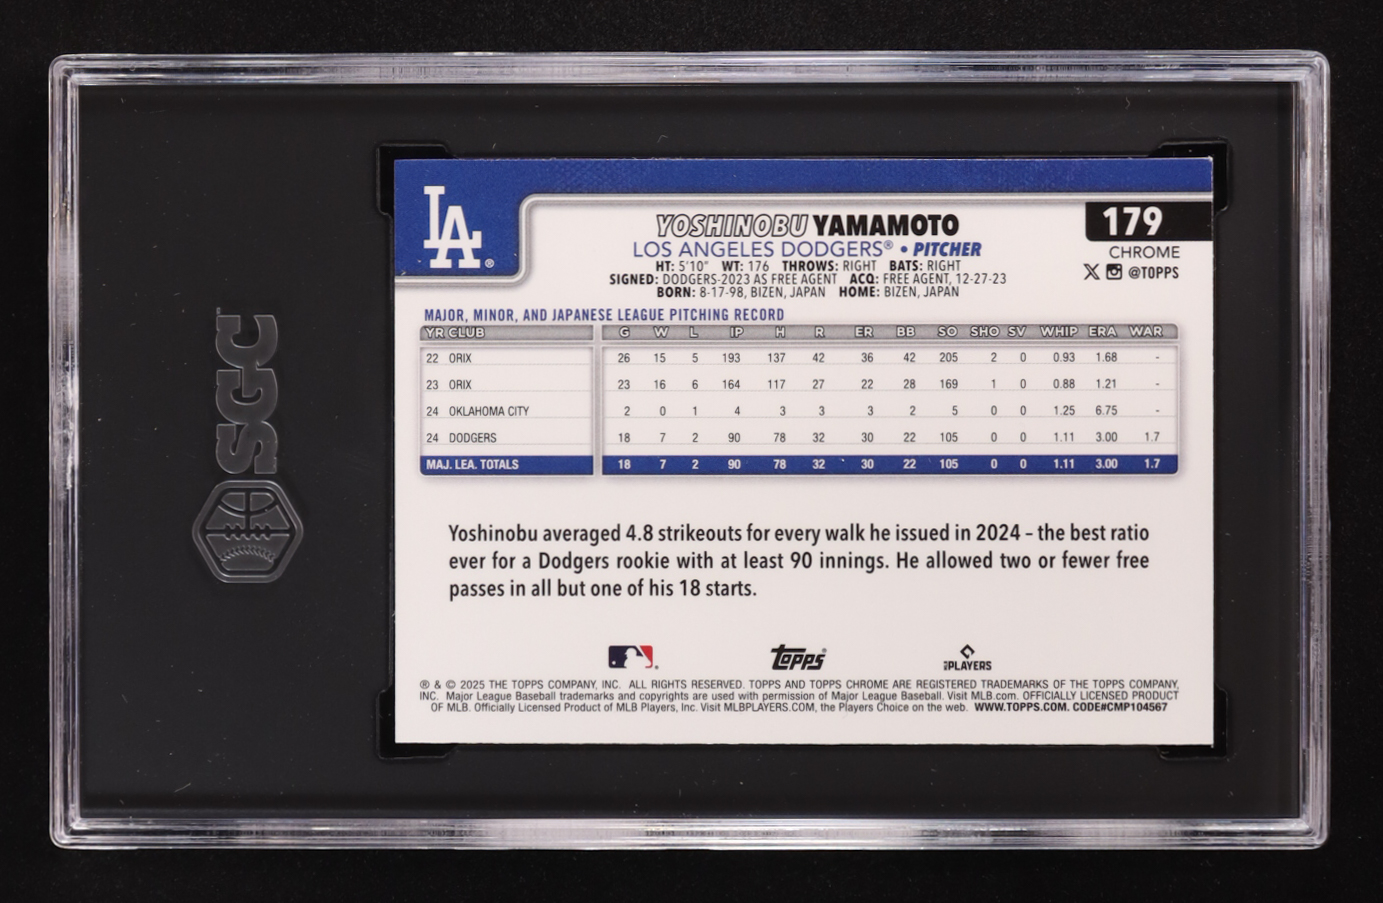 SGC
LA®
YOSHINOBU YAMAMOTO
LOS ANGELES DODGERS® • PITCHER
HT: 5'10" WT: 176 THROWS: RIGHT BATS: RIGHT
SIGNED: DODGERS-2023 AS FREE AGENT ACQ: FREE AGENT, 12-27-23
BORN: 8-17-98, BIZEN, JAPAN HOME: BIZEN, JAPAN
179
CHROME
@TOPPS
MAJOR, MINOR, AND JAPANESE LEAGUE PITCHING RECORD
YR CLUB G W L IP H R ER BB SO SHO SV WHIP ERA WAR
22 ORIX 26 15 5 193 137 42 36 42 205 2 0 0.93 1.68 -
23 ORIX 23 16 6 164 117 27 22 28 169 1 0 0.88 1.21 -
24 OKLAHOMA CITY 2 0 1 4 3 3 3 2 5 0 0 1.25 6.75 -
24 DODGERS 18 7 2 90 78 32 30 22 105 0 0 1.11 3.00 1.7
MAJ. LEA. TOTALS 18 7 2 90 78 32 30 22 105 0 0 1.11 3.00 1.7
Yoshinobu averaged 4.8 strikeouts for every walk he issued in 2024 – the best ratio
ever for a Dodgers rookie with at least 90 innings. He allowed two or fewer free
passes in all but one of his 18 starts.
Topps
PLAYERS
® & © 2025 THE TOPPS COMPANY, INC. ALL RIGHTS RESERVED. TOPPS AND TOPPS CHROME ARE REGISTERED TRADEMARKS OF THE TOPPS COMPANY,
INC. Major League Baseball trademarks and copyrights are used with permission of Major League Baseball. Visit MLB.com. OFFICIALLY LICENSED PRODUCT
OF MLB. Officially Licensed Product of MLB Players, Inc. Visit MLBPLAYERS.COM, the Players Choice on the web. WWW.TOPPS.COM. CODE#CMP104567